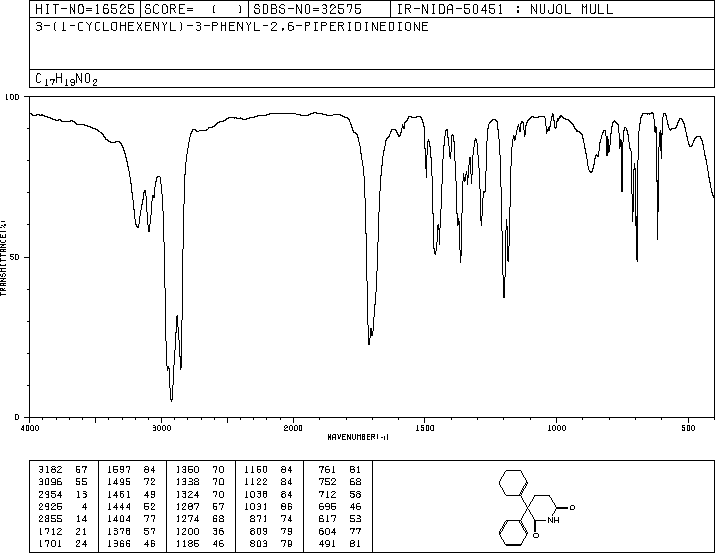 HIT-NO=16525 SCORE= ( ) SDBS-NO=32575 IR-NIDA-50451 : NUJOL MULL
3-(1-CYCLOHEXENYL)-3-PHENYL-2,6-PIPERIDINEDIONE
C17H19NO2
100
50
0
TRANSMITTANCE(%)
4000 3000 2000 1500 1000 500
WAVENUMBER(-1)
3182 57 1597 84 1350 70 1160 84 761 81
3096 55 1495 72 1338 70 1122 84 752 68
2954 13 1461 49 1324 70 1038 84 712 58
2925 4 1444 52 1287 57 1031 86 696 46
2855 14 1404 77 1274 68 871 74 617 53
1712 21 1378 57 1200 36 809 79 604 77
1701 24 1366 46 1185 46 803 79 491 81
O
NH
O